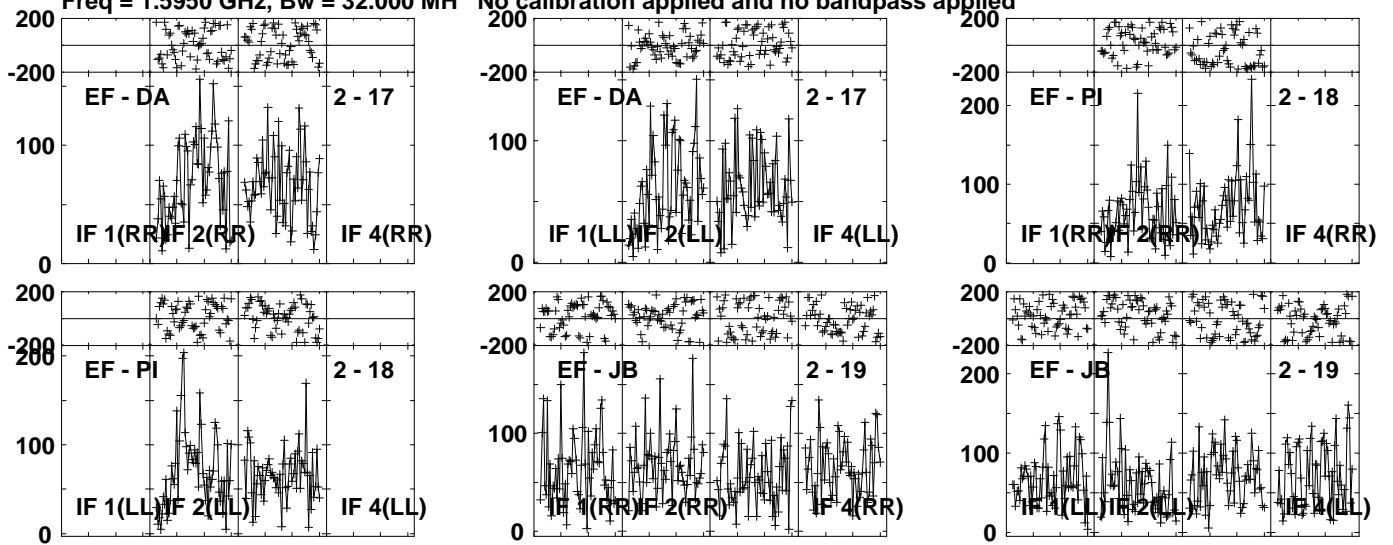 Freq = 1.5950 GHz, Bw = 32.000 MH No calibration applied and no bandpass applied
200
-200
EF - DA 2 - 17
100
IF 1(RR) IF 2(RR) IF 4(RR)
0
200
-200
EF - DA 2 - 17
100
IF 1(LL) IF 2(LL) IF 4(LL)
0
200
-200
EF - PI 2 - 18
200
100
IF 1(RR) IF 2(RR) IF 4(RR)
0
200
-200
200
EF - PI 2 - 18
100
IF 1(LL) IF 2(LL) IF 4(LL)
0
200
-200
EF - JB 2 - 19
100
IF 1(RR) IF 2(RR) IF 4(RR)
0
200
-200
EF - JB 2 - 19
200
100
IF 1(LL) IF 2(LL) IF 4(LL)
0